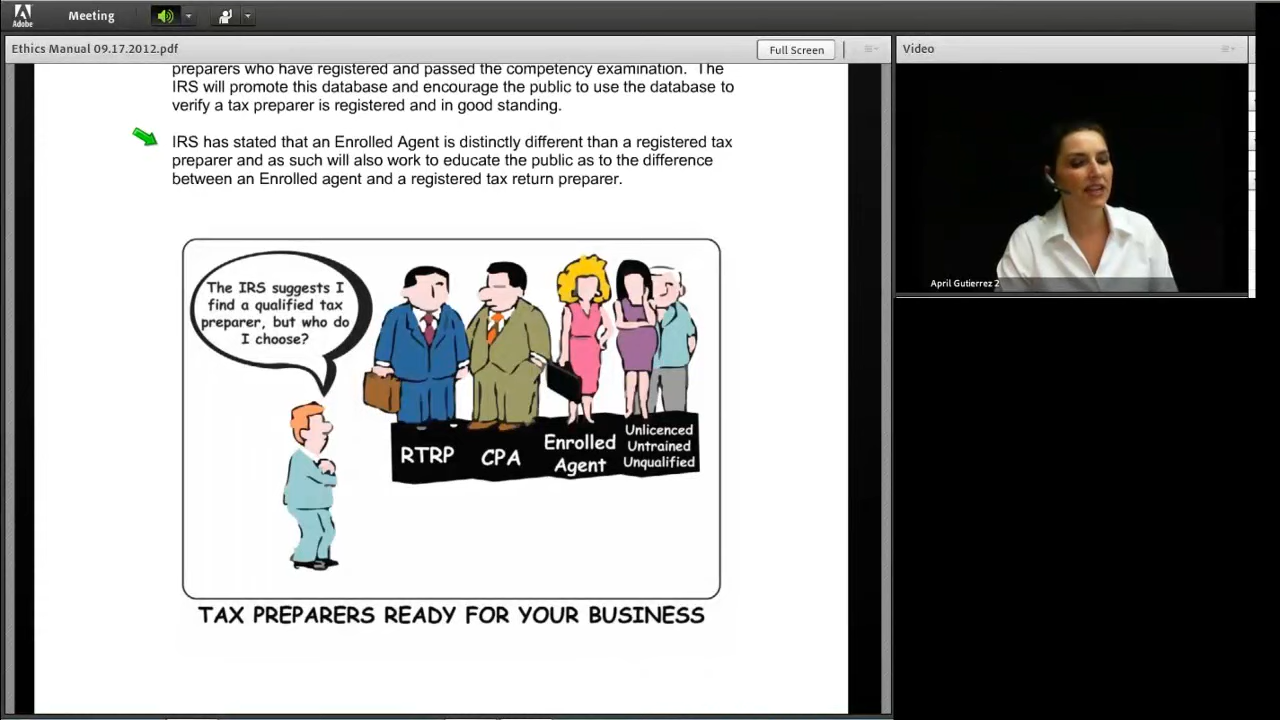 Adobe
Meeting
Ethics Manual 09.17.2012.pdf
Full Screen
Video
preparers who have registered and passed the competency examination. The
IRS will promote this database and encourage the public to use the database to
verify a tax preparer is registered and in good standing.
IRS has stated that an Enrolled Agent is distinctly different than a registered tax
preparer and as such will also work to educate the public as to the difference
between an Enrolled agent and a registered tax return preparer.
The IRS suggests I
find a qualified tax
preparer, but who do
I choose?
RTRP
CPA
Enrolled
Agent
Unlicenced
Untrained
Unqualified
TAX PREPARERS READY FOR YOUR BUSINESS
April Gutierrez 2